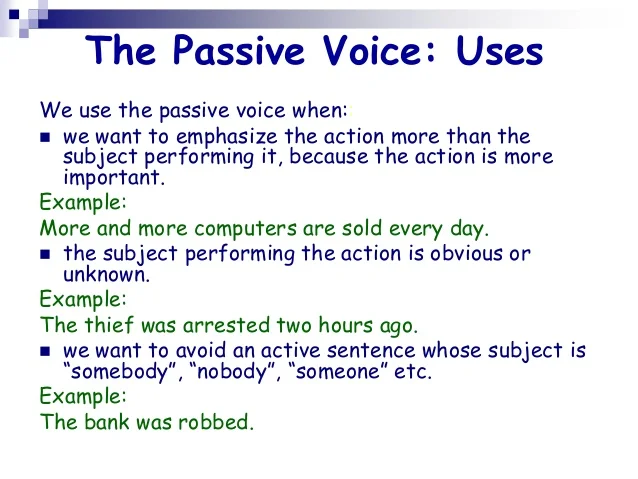 The Passive Voice: Uses
We use the passive voice when:
we want to emphasize the action more than the
subject performing it, because the action is more
important.
Example:
More and more computers are sold every day.
the subject performing the action is obvious or
unknown.
Example:
The thief was arrested two hours ago.
we want to avoid an active sentence whose subject is
“somebody”, “nobody”, “someone” etc.
Example:
The bank was robbed.